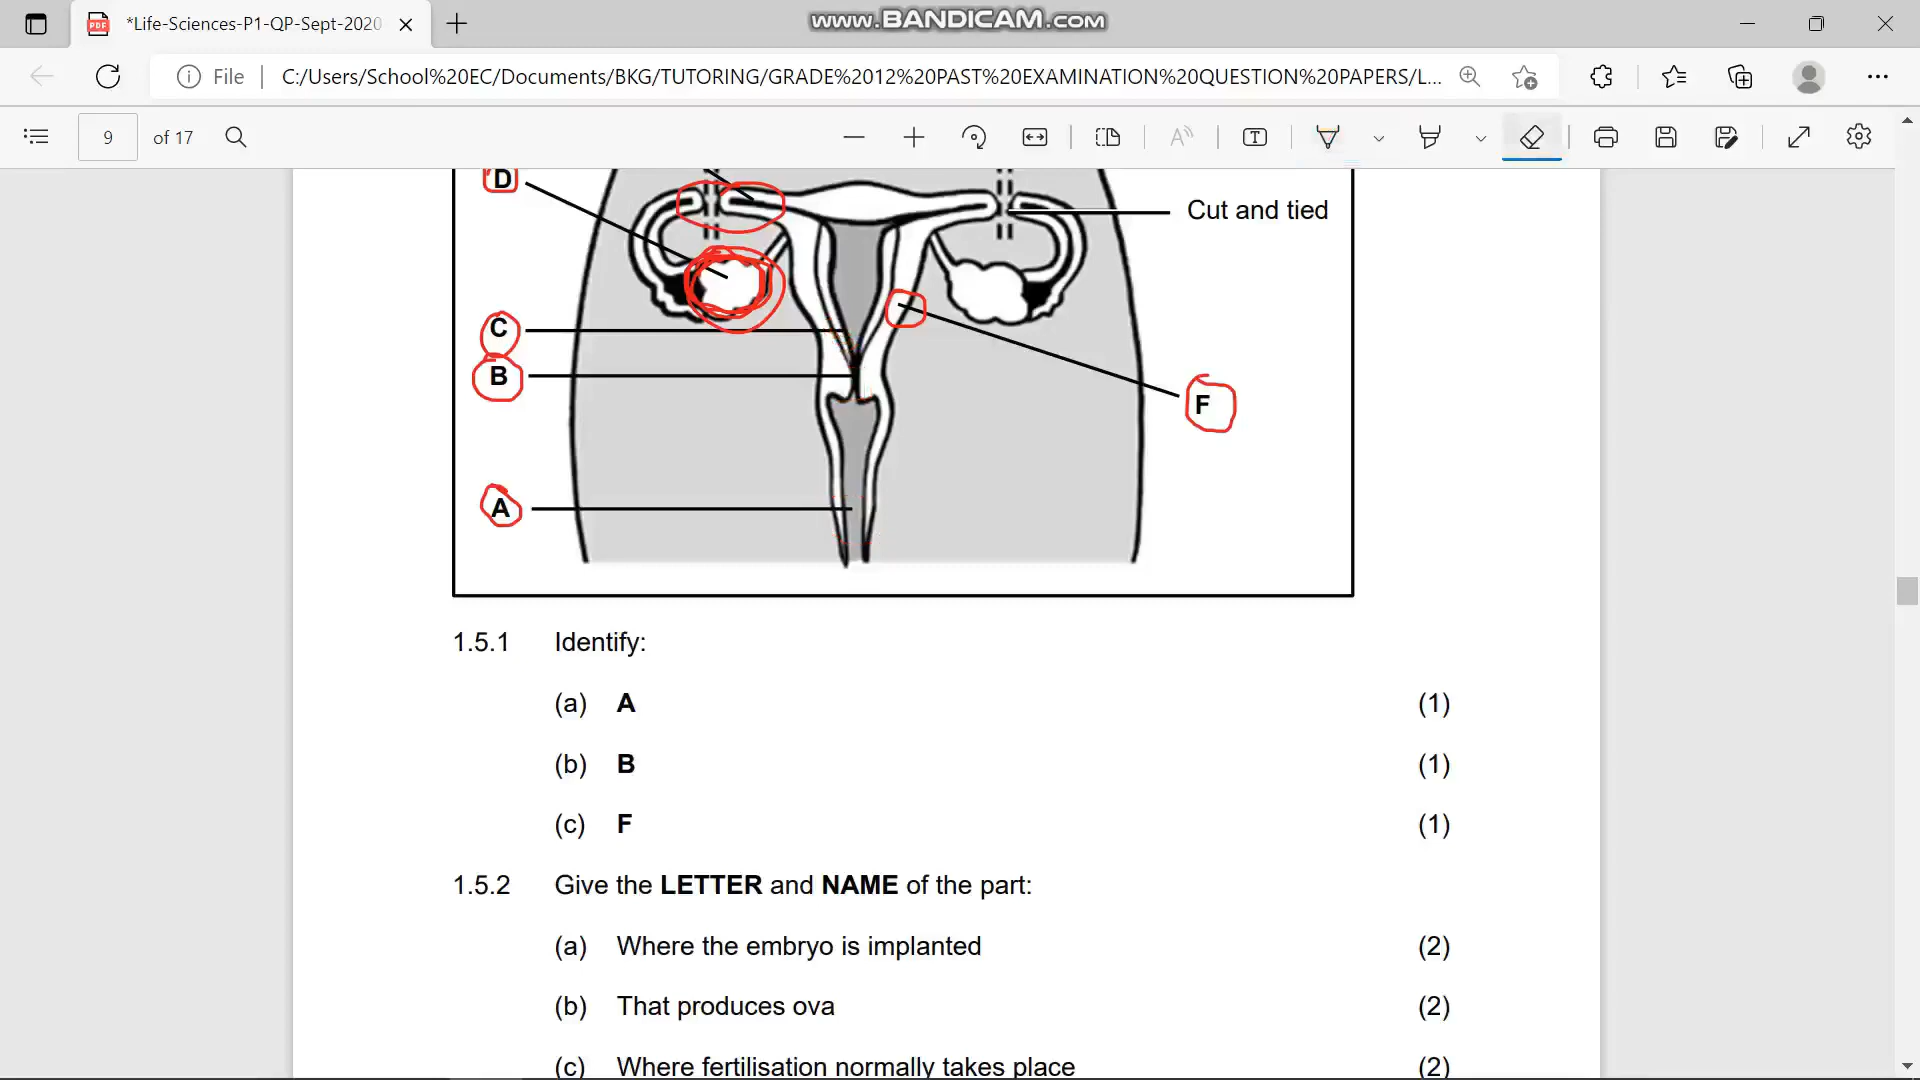 *Life-Sciences-P1-QP-Sept-2020
www.BANDICAM.com
File
C:/Users/School%20EC/Documents/BKG/TUTORING/GRADE%2012%20PAST%20EXAMINATION%20QUESTION%20PAPERS/L...
9 of 17
D
Cut and tied
C
B
F
A
1.5.1 Identify:
(a) A (1)
(b) B (1)
(c) F (1)
1.5.2 Give the LETTER and NAME of the part:
(a) Where the embryo is implanted (2)
(b) That produces ova (2)
(c) Where fertilisation normally takes place (2)